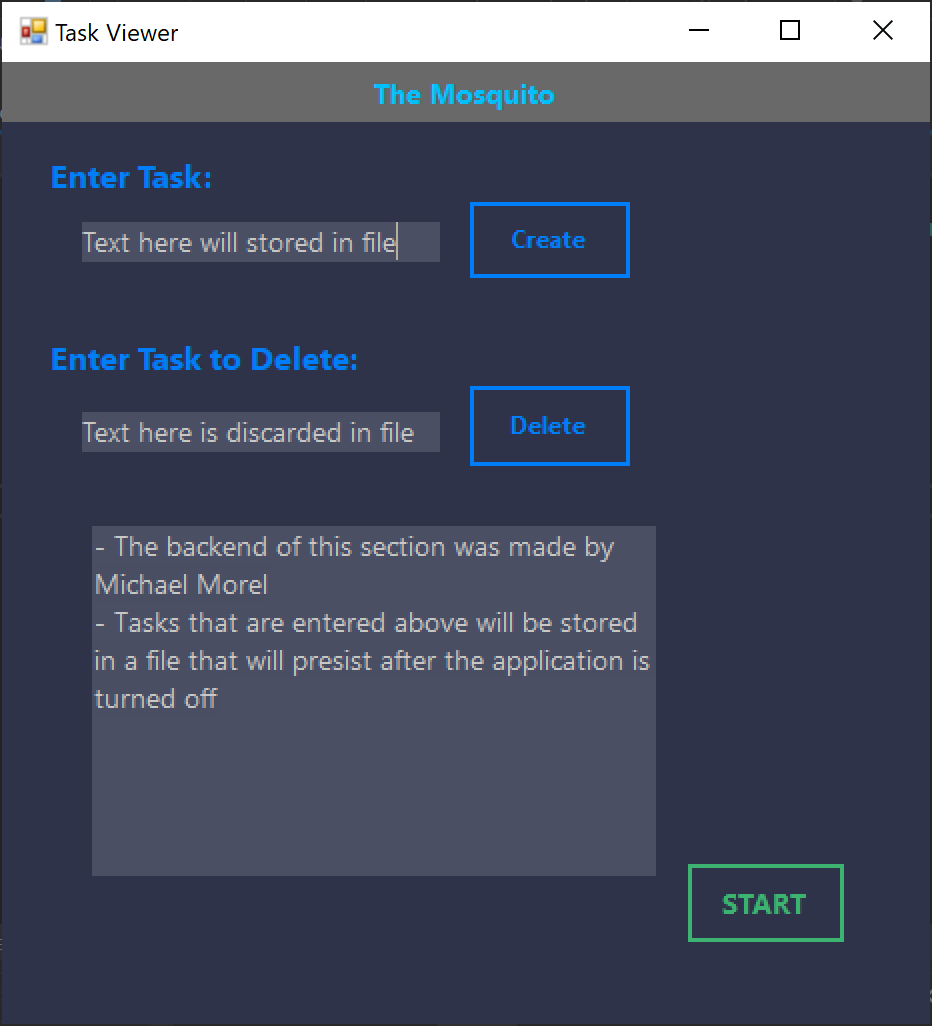 Task Viewer
The Mosquito
Enter Task:
Text here will stored in file
Create
Enter Task to Delete:
Text here is discarded in file
Delete
- The backend of this section was made by
Michael Morel
- Tasks that are entered above will be stored
in a file that will presist after the application is
turned off
START